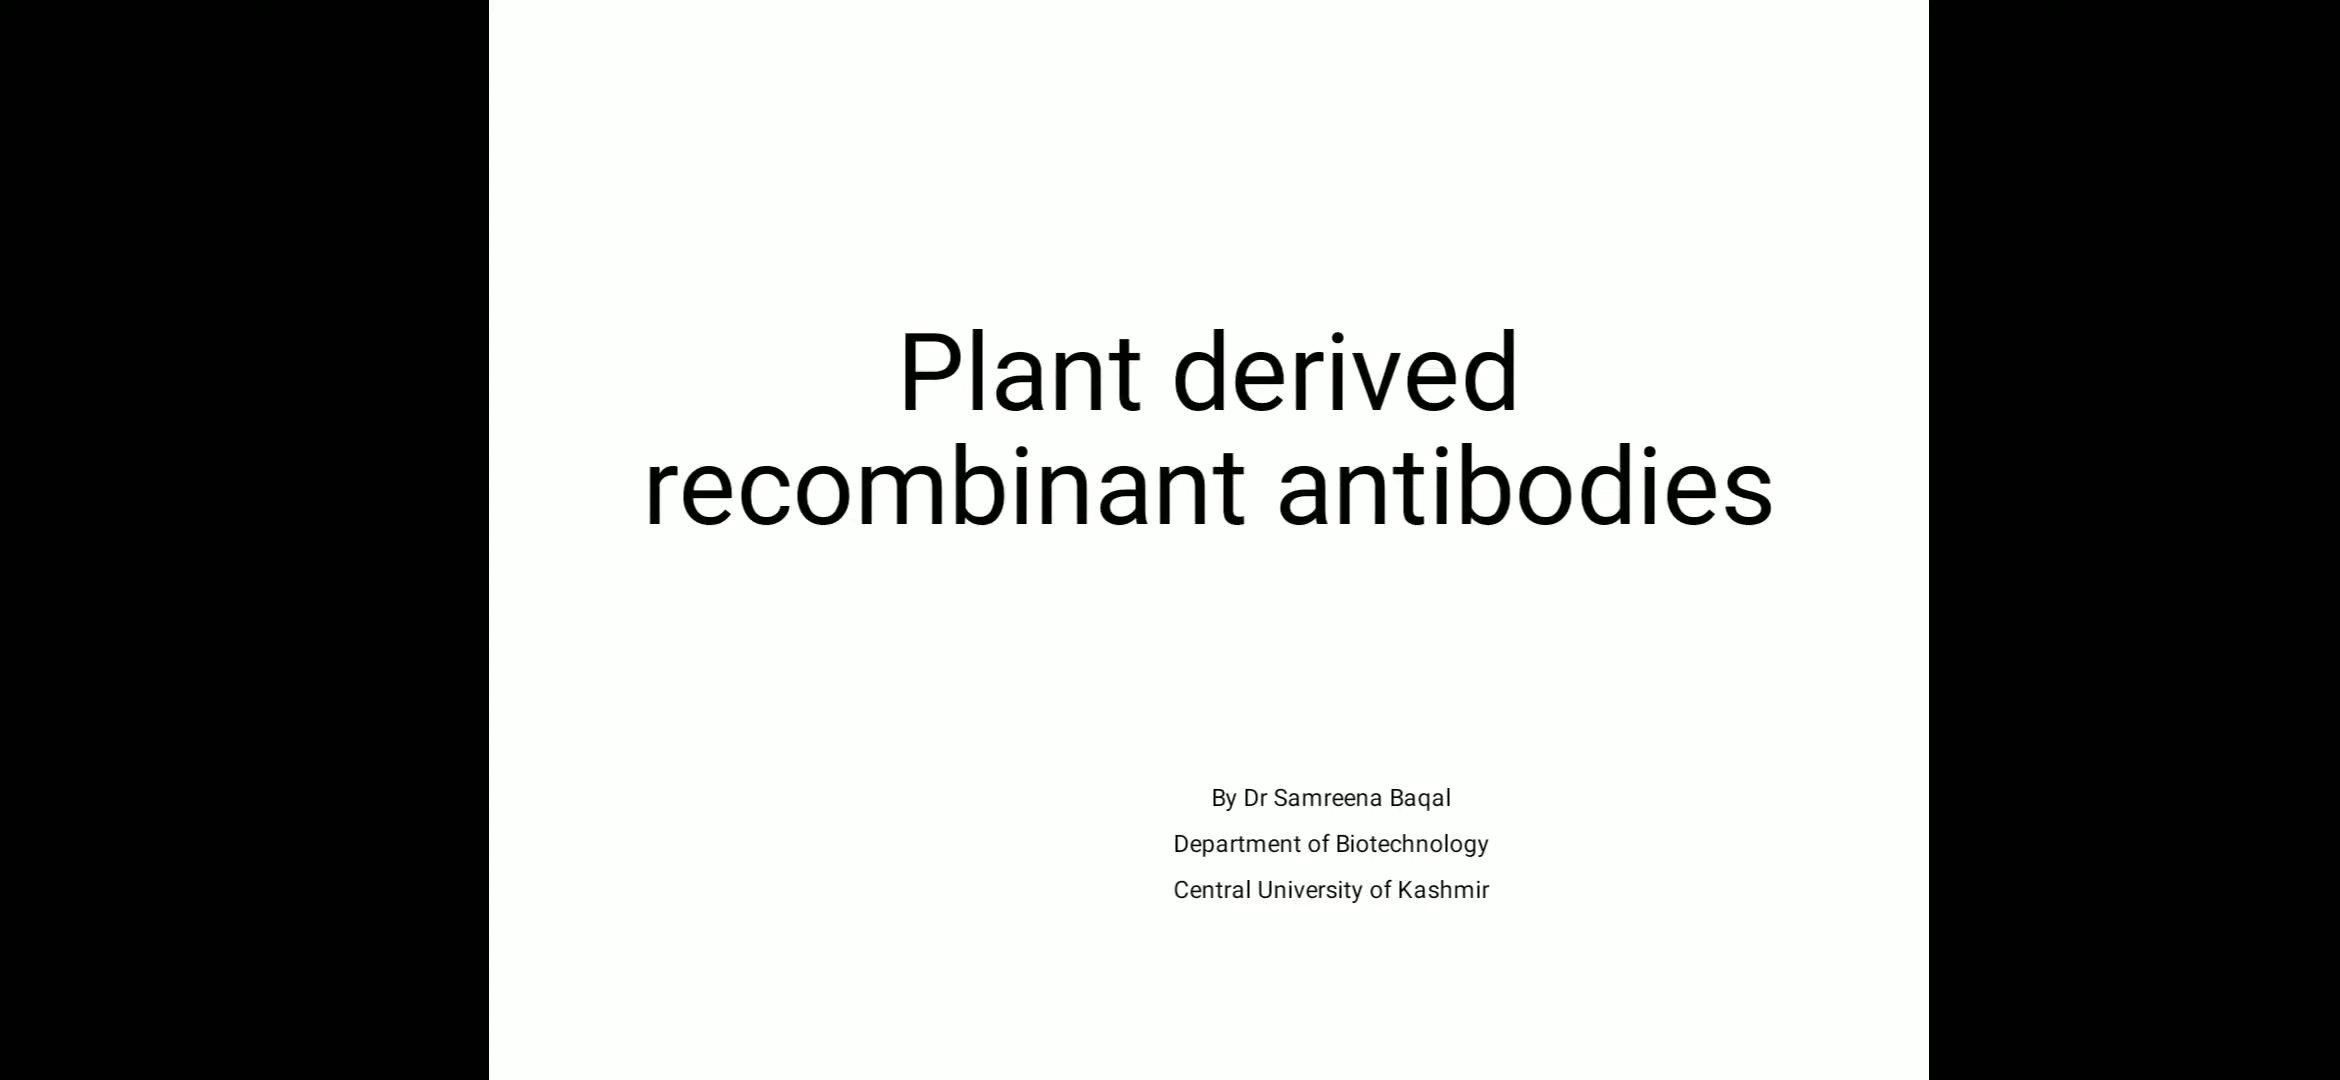 Plant derived
recombinant antibodies
By Dr Samreena Baqal
Department of Biotechnology
Central University of Kashmir